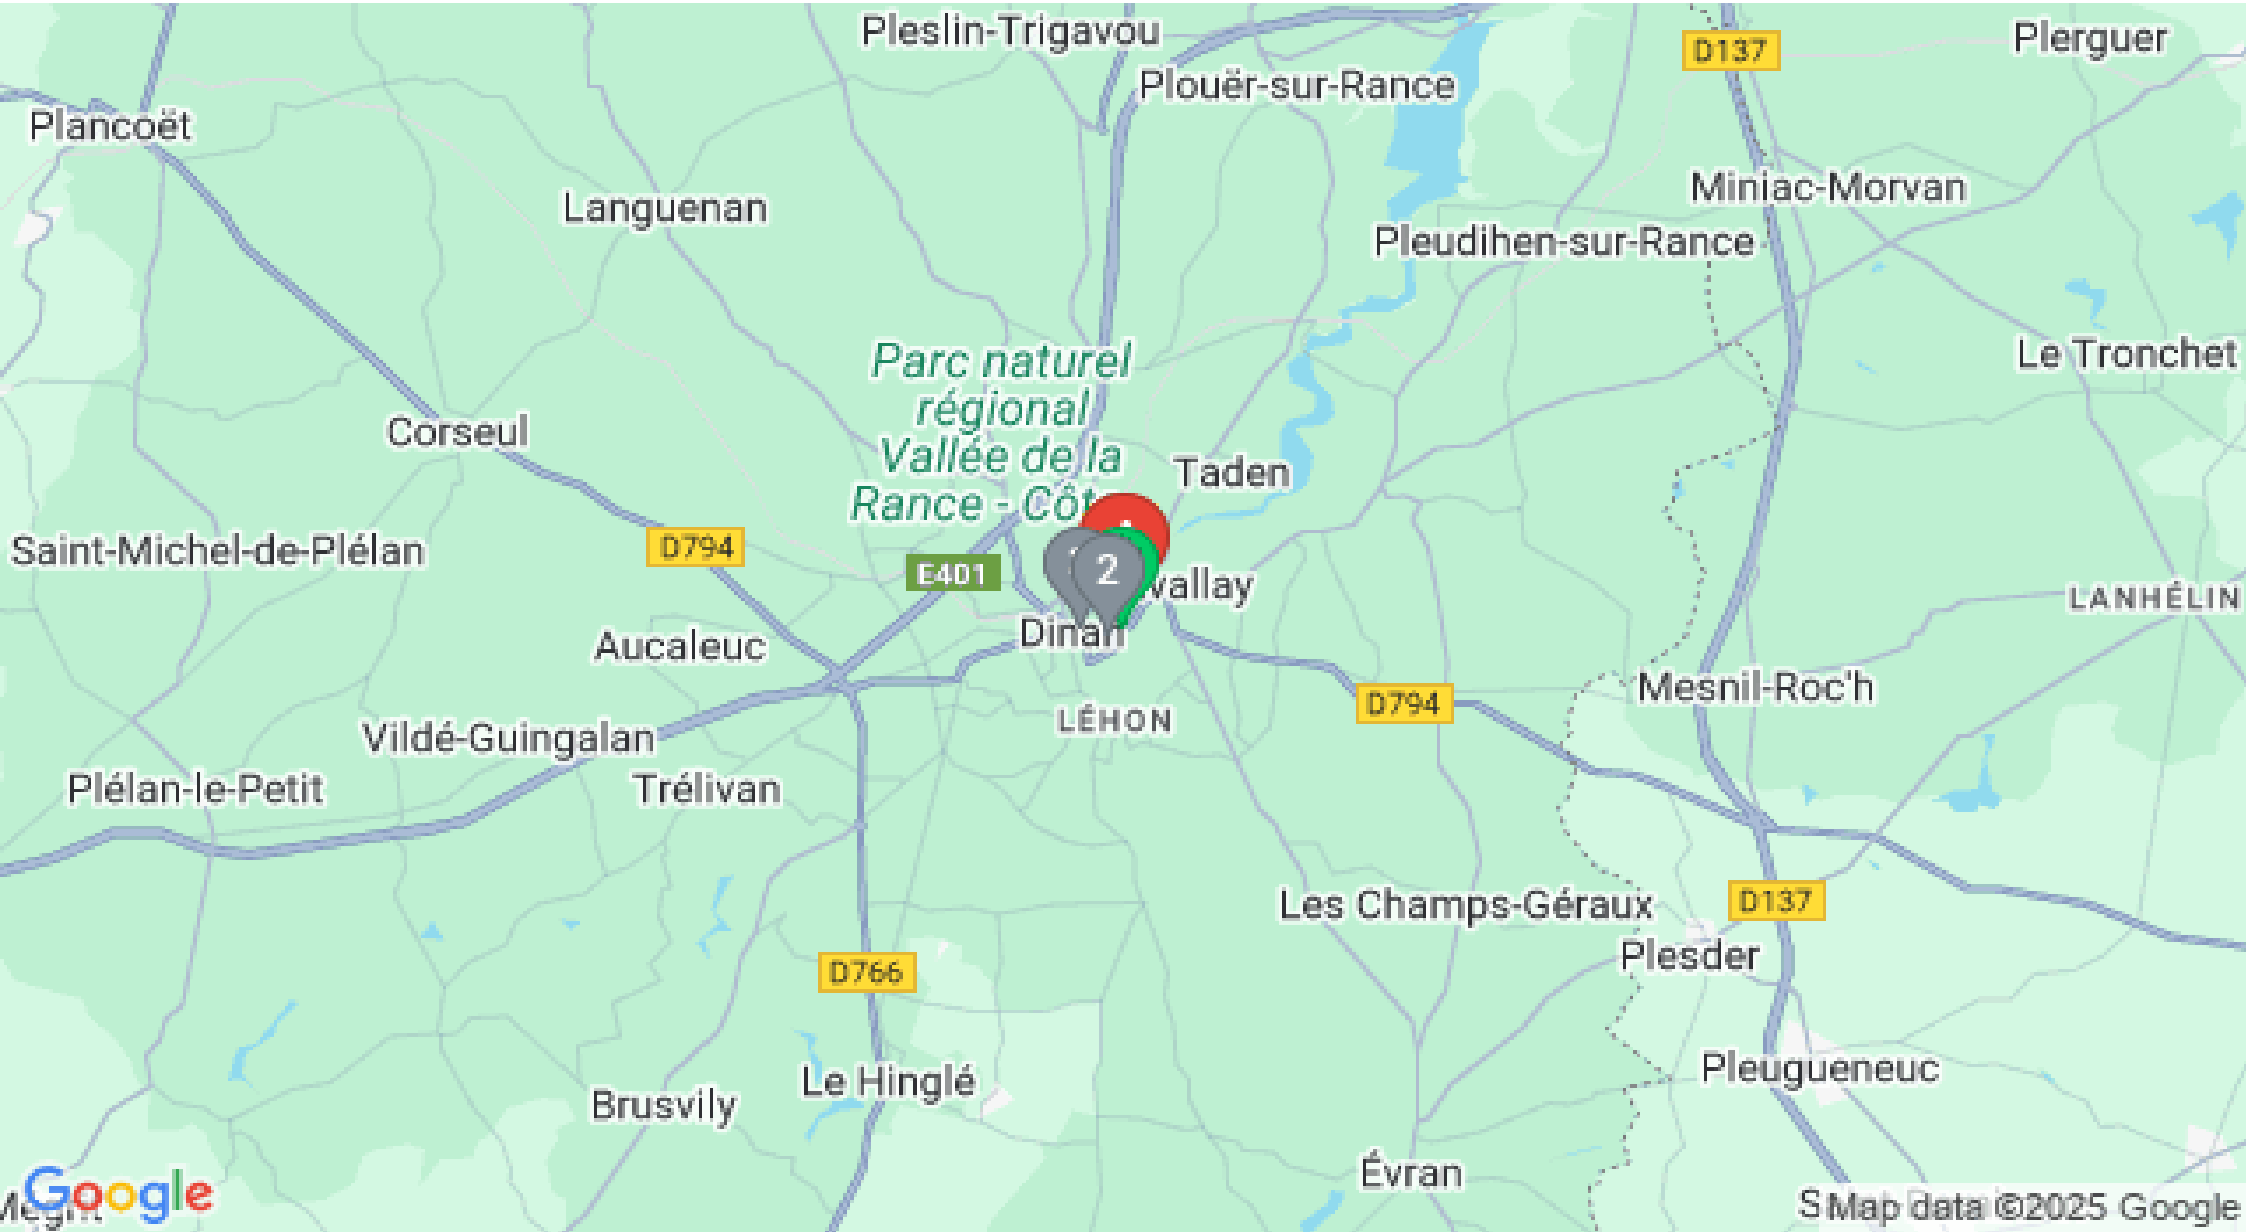 Pleslin-Trigavou
D137
Plerguer
Plouër-sur-Rance
Plancoët
Miniac-Morvan
Languenan
Pleudihen-sur-Rance
Parc naturel
régional
Vallée de la
Rance - Côt
Le Tronchet
Corseul
Taden
Saint-Michel-de-Plélan
D794
E401
2
vallay
LANHÉLIN
Dinan
Aucaleuc
Mesnil-Roc'h
D794
LÉHON
Vildé-Guingalan
Plélan-le-Petit
Trélivan
Les Champs-Géraux
D137
Plesder
D766
Pleugueneuc
Le Hinglé
Brusvily
Évran
Google
Map data ©2025 Google